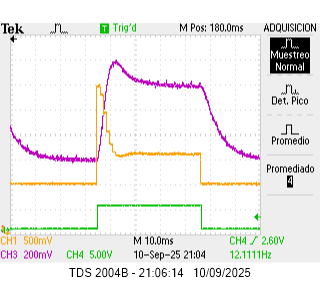 Tek T Trig'd M Pos: 180.0ms ADQUISICION
Muestreo
Normal
Det. Pico
Promedio
Promediado
4
CH1 500mV M 10.0ms CH4 / 2.60V
CH3 200mV CH4 5.00V 10-Sep-25 21:04 12.1111Hz
TDS 2004B - 21:06:14 10/09/2025